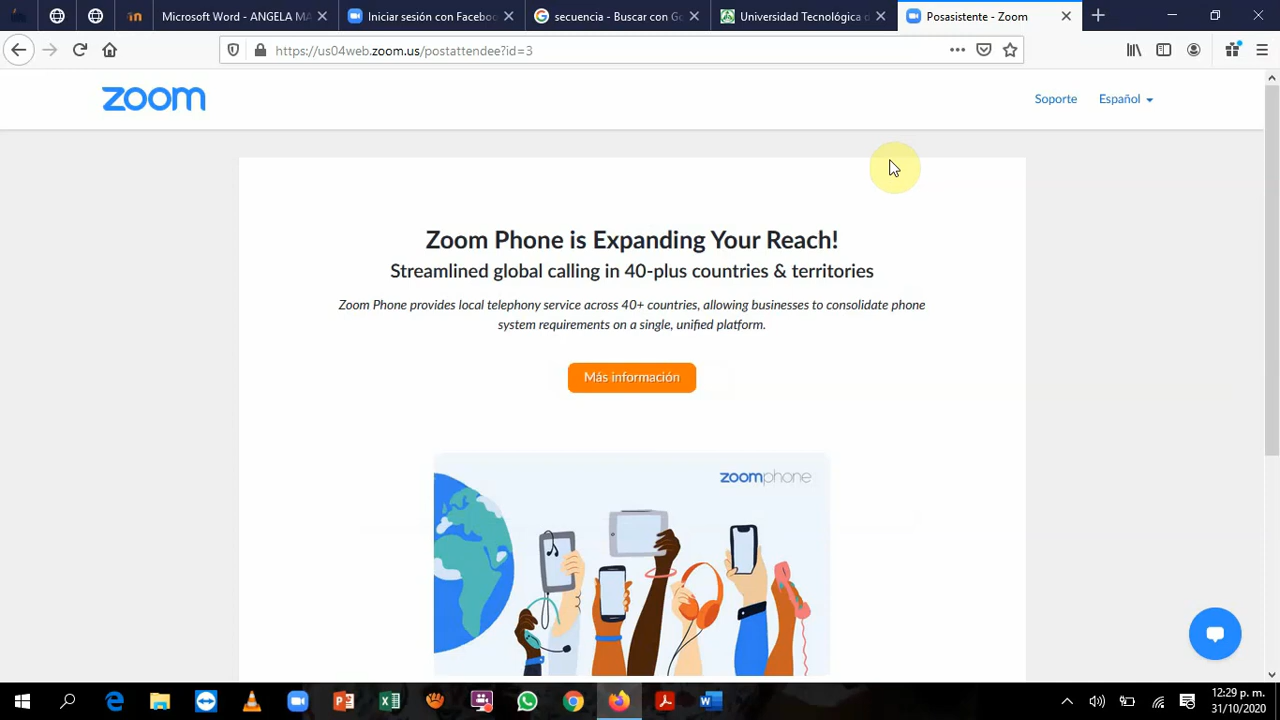 Microsoft Word - ANGELA MA
Iniciar sesión con Faceboo
secuencia - Buscar con Go
Universidad Tecnológica o
Posasistente - Zoom
https://us04web.zoom.us/postattendee?id=3
zoom
Soporte
Español
Zoom Phone is Expanding Your Reach!
Streamlined global calling in 40-plus countries & territories
Zoom Phone provides local telephony service across 40+ countries, allowing businesses to consolidate phone
system requirements on a single, unified platform.
Más información
zoomphone
12:29 p. m.
31/10/2020